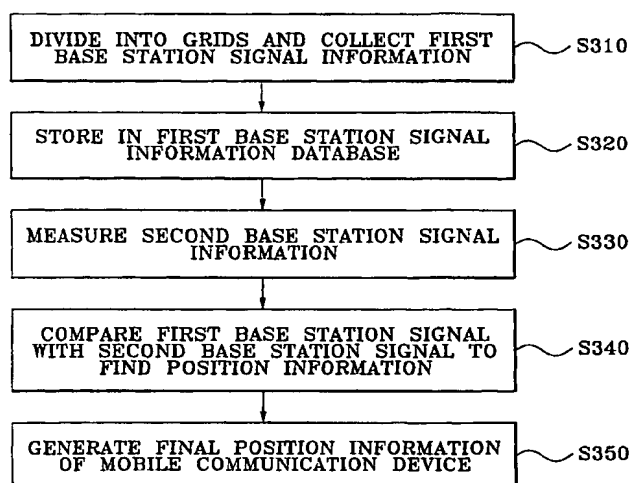 DIVIDE INTO GRIDS AND COLLECT FIRST
BASE STATION SIGNAL INFORMATION
S310
STORE IN FIRST BASE STATION SIGNAL
INFORMATION DATABASE
S320
MEASURE SECOND BASE STATION SIGNAL
INFORMATION
S330
COMPARE FIRST BASE STATION SIGNAL
WITH SECOND BASE STATION SIGNAL TO
FIND POSITION INFORMATION
S340
GENERATE FINAL POSITION INFORMATION
OF MOBILE COMMUNICATION DEVICE
S350